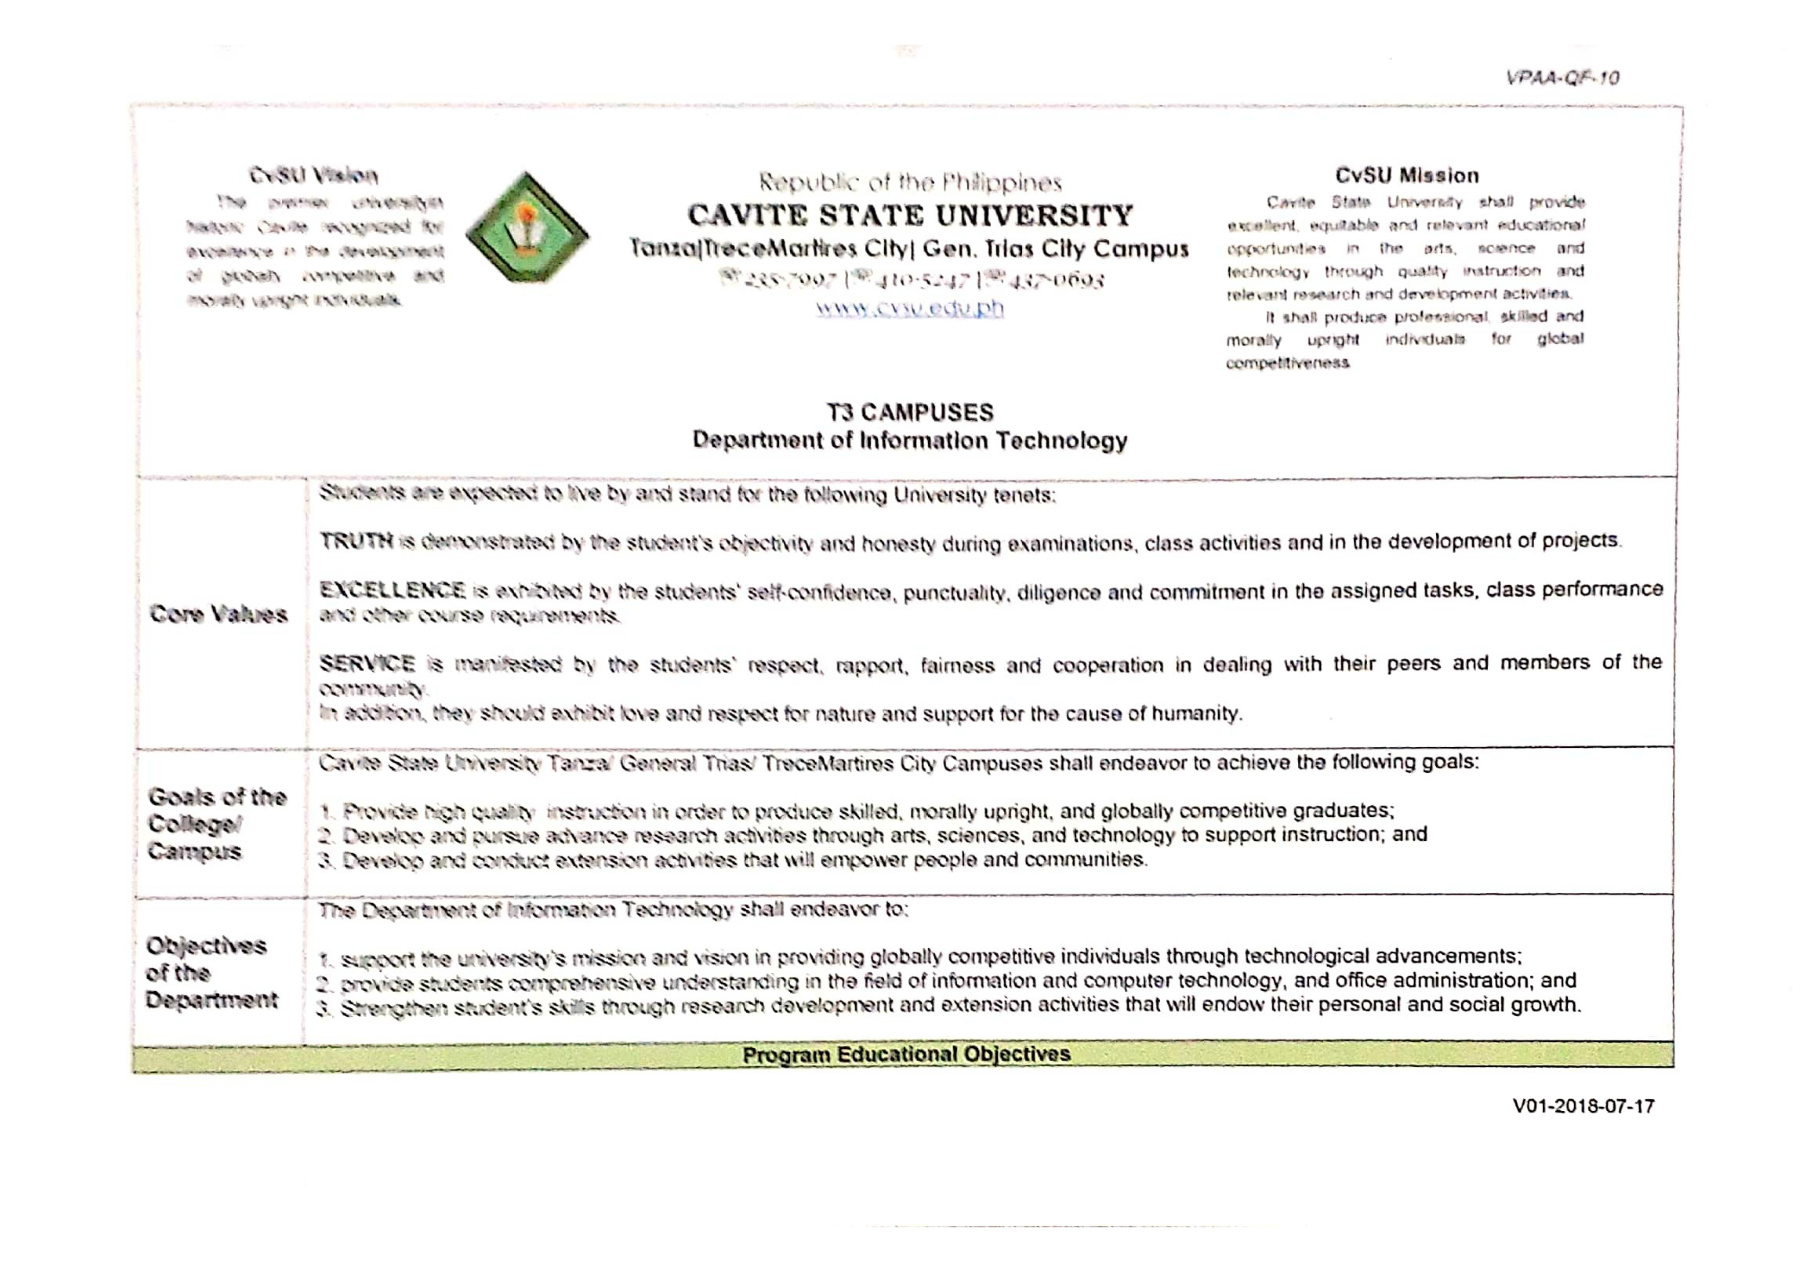 VPAA-QF-10
CvSU Vision
The premier universityin
historic Cavite recognized for
excellence in the development
of globally competitive and
morally upright individuals.
Republic of the Philippines
CAVITE STATE UNIVERSITY
Tanza|TreceMartires City| Gen. Trias City Campus
☏ 235-7997 |☏ 410-5247 |☏ 437-0693
www.cvsu.edu.ph
CvSU Mission
Cavite State University shall provide
excellent, equitable and relevant educational
opportunities in the arts, science and
technology through quality instruction and
relevant research and development activities.
It shall produce professional, skilled and
morally upright individuals for global
competitiveness
T3 CAMPUSES
Department of Information Technology
Core Values
Students are expected to live by and stand for the following University tenets:
TRUTH is demonstrated by the student's objectivity and honesty during examinations, class activities and in the development of projects.
EXCELLENCE is exhibited by the students' self-confidence, punctuality, diligence and commitment in the assigned tasks, class performance
and other course requirements.
SERVICE is manifested by the students' respect, rapport, fairness and cooperation in dealing with their peers and members of the
community.
In addition, they should exhibit love and respect for nature and support for the cause of humanity.
Goals of the
College/
Campus
Cavite State University Tanza/ General Trias/ TreceMartires City Campuses shall endeavor to achieve the following goals:
1. Provide high quality instruction in order to produce skilled, morally upright, and globally competitive graduates;
2. Develop and pursue advance research activities through arts, sciences, and technology to support instruction; and
3. Develop and conduct extension activities that will empower people and communities.
Objectives
of the
Department
The Department of Information Technology shall endeavor to:
1. support the university's mission and vision in providing globally competitive individuals through technological advancements;
2. provide students comprehensive understanding in the field of information and computer technology, and office administration; and
3. Strengthen student's skills through research development and extension activities that will endow their personal and social growth.
Program Educational Objectives
V01-2018-07-17